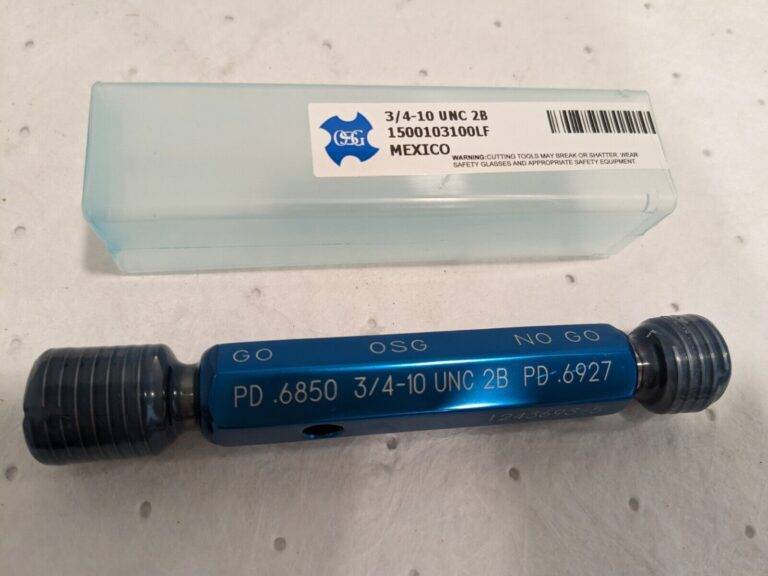 OSG
3/4-10 UNC 2B
1500103100LF
MEXICO
WARNING:CUTTING TOOLS MAY BREAK OR SHATTER. WEAR
SAFETY GLASSES AND APPROPRIATE SAFETY EQUIPMENT.
GO OSG NO GO
PD .6850 3/4-10 UNC 2B PD .6927